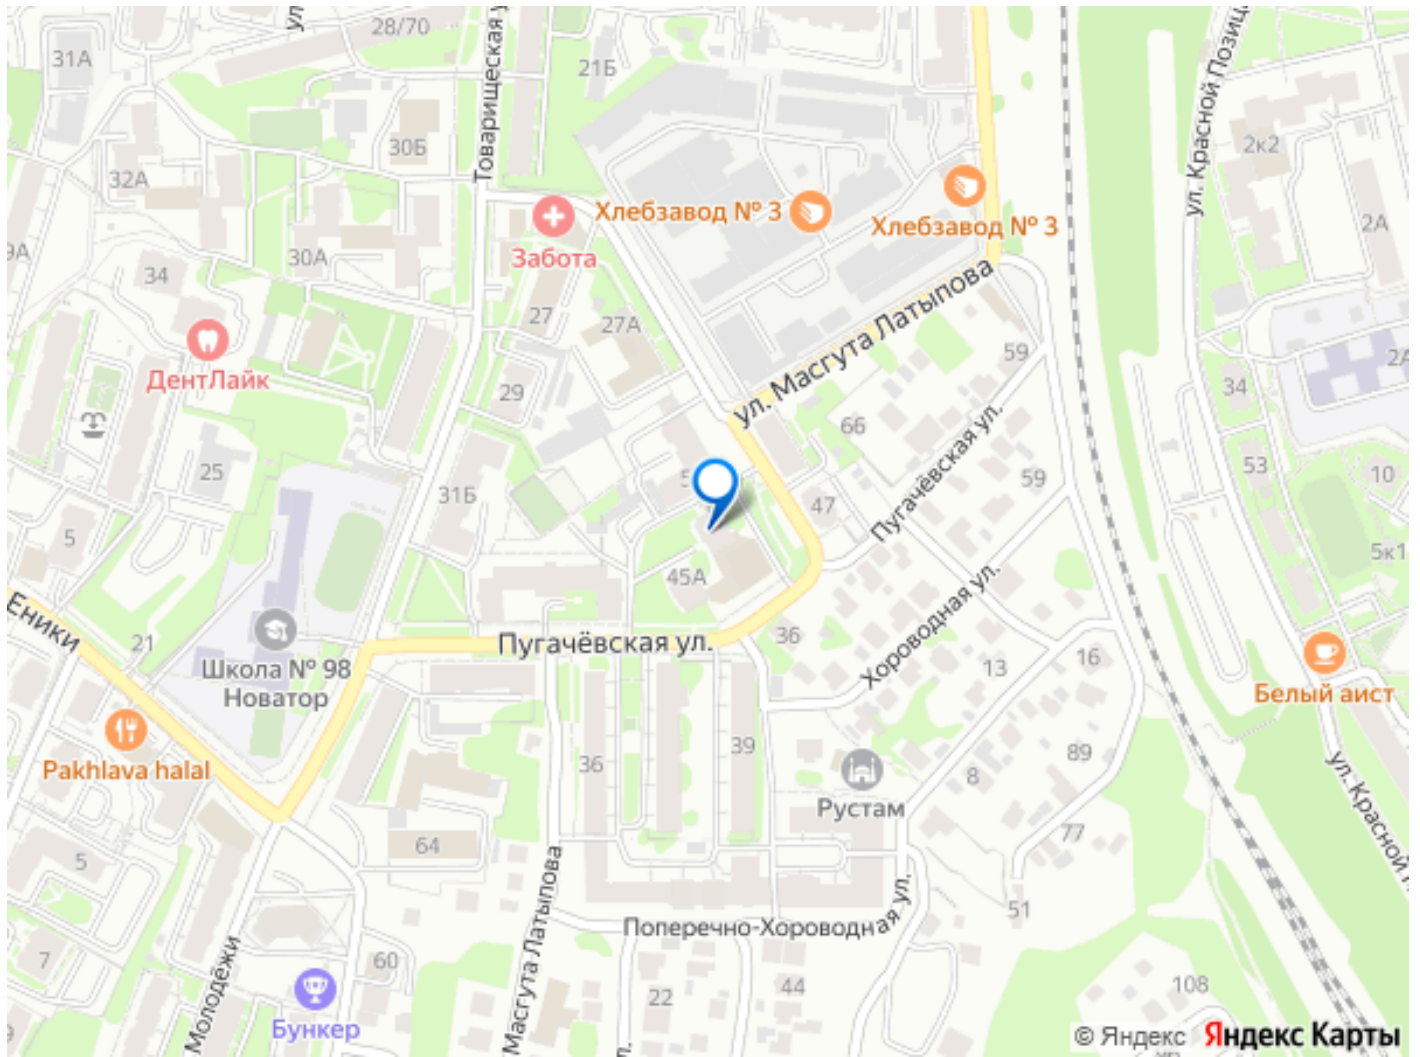 28/70
31А
21Б
Товарищеская у
ул. Красной Позиц
30Б
2к2
32А
Хлебзавод № 3
Хлебзавод № 3
Забота
2А
9А
30А
34
27
27А
ул. Масгута Латыпова
59
ДентЛайк
29
34
2А
66
Пугачёвская ул.
25
31Б
5
47
59
53
10
5
45А
5к1
Еники
21
Школа № 98
Новатор
Пугачёвская ул.
36
Хороводная ул.
13
16
Белый аист
Pakhlava halal
36
39
Рустам
8
89
77
ул. Красной П
5
64
Масгута Латыпова
Поперечно-Хороводная ул.
51
7
Молодёжи
60
22
44
108
Бункер
ул.
© Яндекс Яндекс Карты